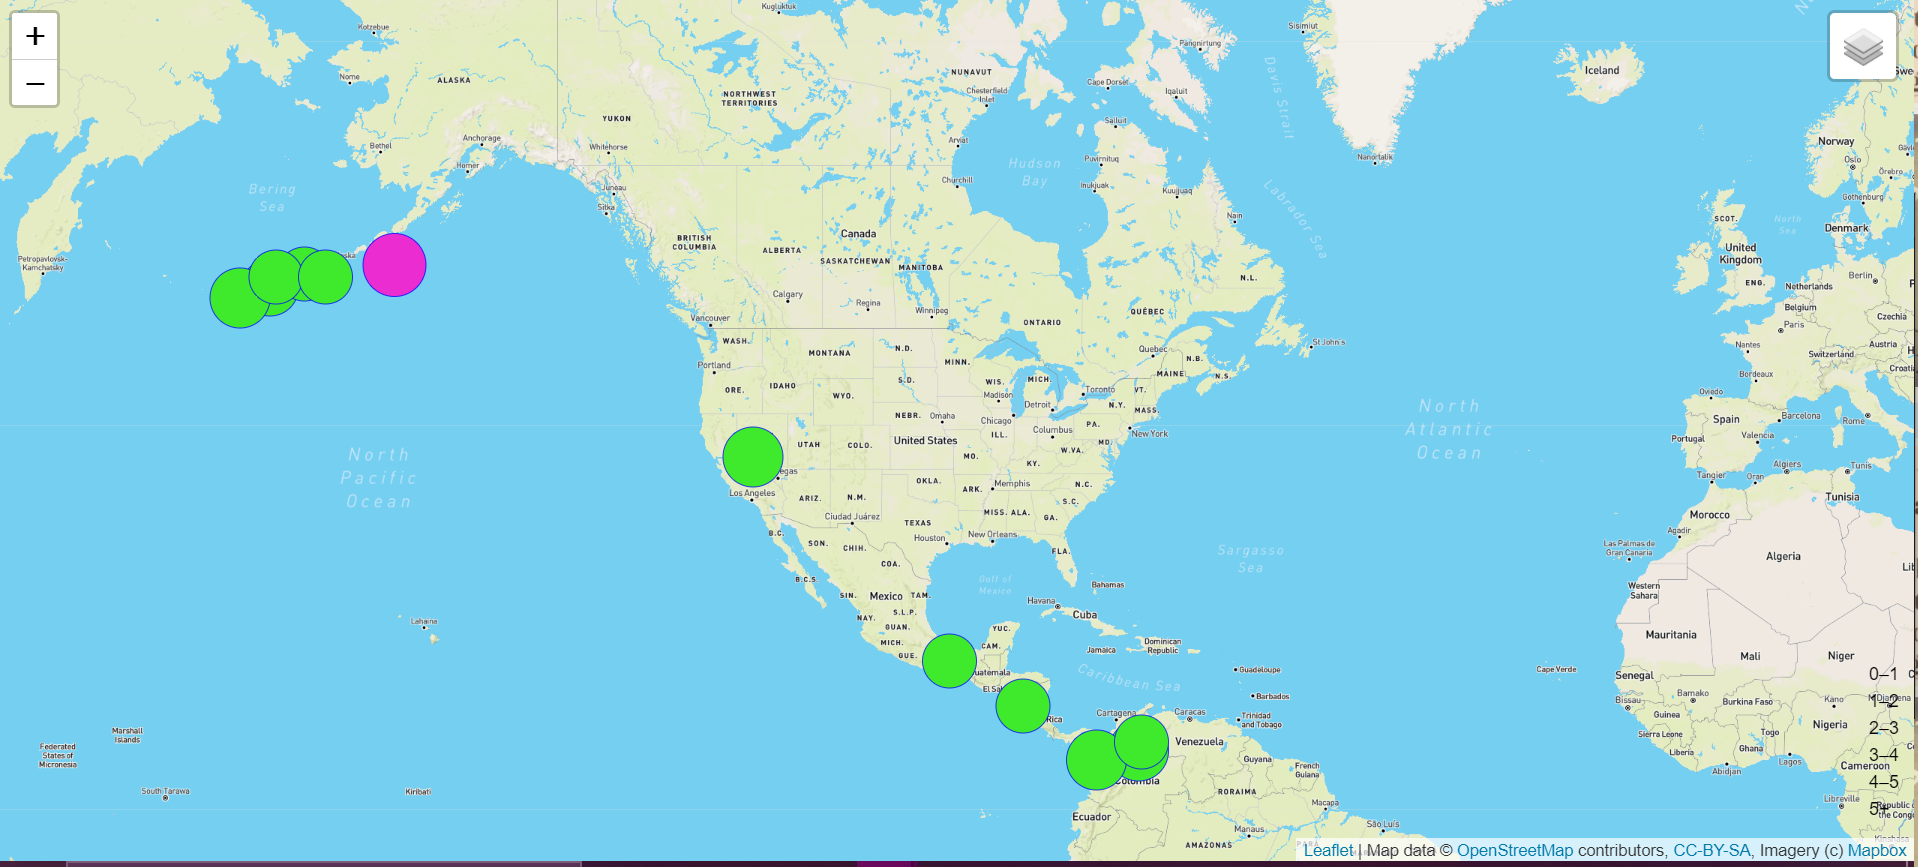 +
−
Kugluktuk
Kotzebue
Nome
ALASKA
Anchorage
Bethel
Homer
YUKON
Whitehorse
Juneau
Sitka
NORTHWEST
TERRITORIES
NUNAVUT
Chesterfield
Inlet
Arviat
Churchill
Cape Dorset
Pangnirtung
Iqaluit
Salluit
Puvirnituq
Inukjuak
Kuujjuaq
Nain
Hudson
Bay
Davis Strait
Labrador Sea
Sisimiut
Nanortalik
Iceland
Norway
Oslo
Örebro
Gothenburg
SCOT.
North
Sea
Denmark
United
Kingdom
ENG.
Netherlands
Berlin
Belgium
Paris
Czechia
Nantes
Switzerland
Austria
Bordeaux
Croatia
Oviedo
Spain
Barcelona
Rome
Portugal
Valencia
Tangier
Oran
Algiers
Tunis
Tunisia
Morocco
Agadir
Las Palmas de
Gran Canaria
Algeria
Western
Sahara
Mauritania
Mali
Niger
Cape Verde
Senegal
Bamako
Bissau
Burkina Faso
Kano
Guinea
Nigeria
Sierra Leone
Togo
Liberia
Ghana
Lagos
Abidjan
Cameroon
Libreville
Bering
Sea
Petropavlovsk-
Kamchatsky
BRITISH
COLUMBIA
ALBERTA
Canada
SASKATCHEWAN
MANITOBA
Calgary
Regina
Winnipeg
Vancouver
ONTARIO
QUÉBEC
N.L.
Quebec
N.B.
St John's
MAINE
N.S.
WASH.
Portland
MONTANA
N.D.
MINN.
ORE.
IDAHO
S.D.
WIS.
MICH.
Toronto
VT.
WYO.
Madison
Detroit
N.Y.
MASS.
NEBR.
Omaha
Chicago
Columbus
PA.
New York
UTAH
COLO.
United States
ILL.
MD.
W.VA.
MO.
KY.
egas
Los Angeles
ARIZ.
N.M.
OKLA.
ARK.
Memphis
N.C.
S.C.
Ciudad Juárez
TEXAS
MISS.
ALA.
GA.
B.C.
SON.
CHIH.
Houston
New Orleans
FLA.
COA.
B.C.S.
SIN.
Mexico
TAM.
Gulf of
Mexico
Bahamas
NAY.
S.L.P.
GUAN.
Havana
Cuba
MICH.
GUE.
YUC.
CAM.
Jamaica
Dominican
Republic
uatemala
El Sal
Caribbean Sea
Guadeloupe
Barbados
Rica
Cartagena
Caracas
Trinidad
and Tobago
Venezuela
Guyana
French
Guiana
Colombia
RORAIMA
Ecuador
Macapa
Manaus
São Luís
AMAZONAS
North
Pacific
Ocean
North
Atlantic
Ocean
Sargasso
Sea
Lahaina
Marshall
Islands
Federated
States of
Micronesia
South Tarawa
Kiribati
0–1
1–2
2–3
3–4
4–5
5+
Leaflet | Map data © OpenStreetMap contributors, CC-BY-SA, Imagery (c) Mapbox